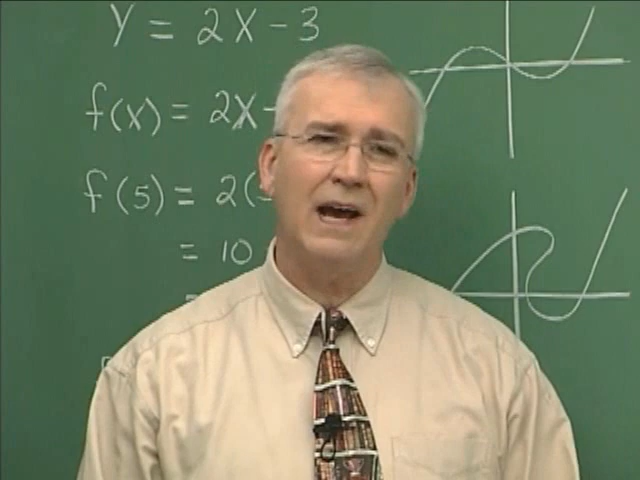 Y = 2X - 3
f(x) = 2X -
f(5) = 2(
= 10
=